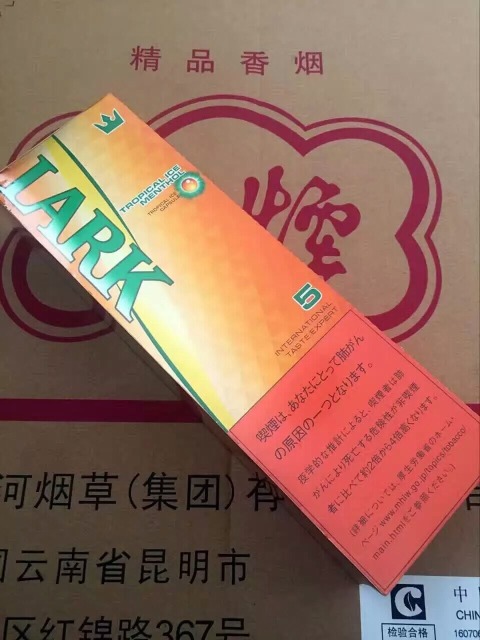 精品香烟
LARK
TROPICAL ICE
MENTHOL
TROPICAL ICE
CAPSULE
5
INTERNATIONAL
TASTE EXPERT
喫煙は、あなたにとって肺がん
の原因の一つとなります。
疫学的な推計によると、喫煙者は肺
がんにより死亡する危険性が非喫煙
者に比べて約2倍から4倍高くなります。
(詳細については、厚生労働省のホーム・
ページ www.mhlw.go.jp/topics/tobacco/
main.htmlをご参照ください。)
河烟草(集团)有
云南省昆明市
区红锦路367号
中
CHIN
检验合格
16070